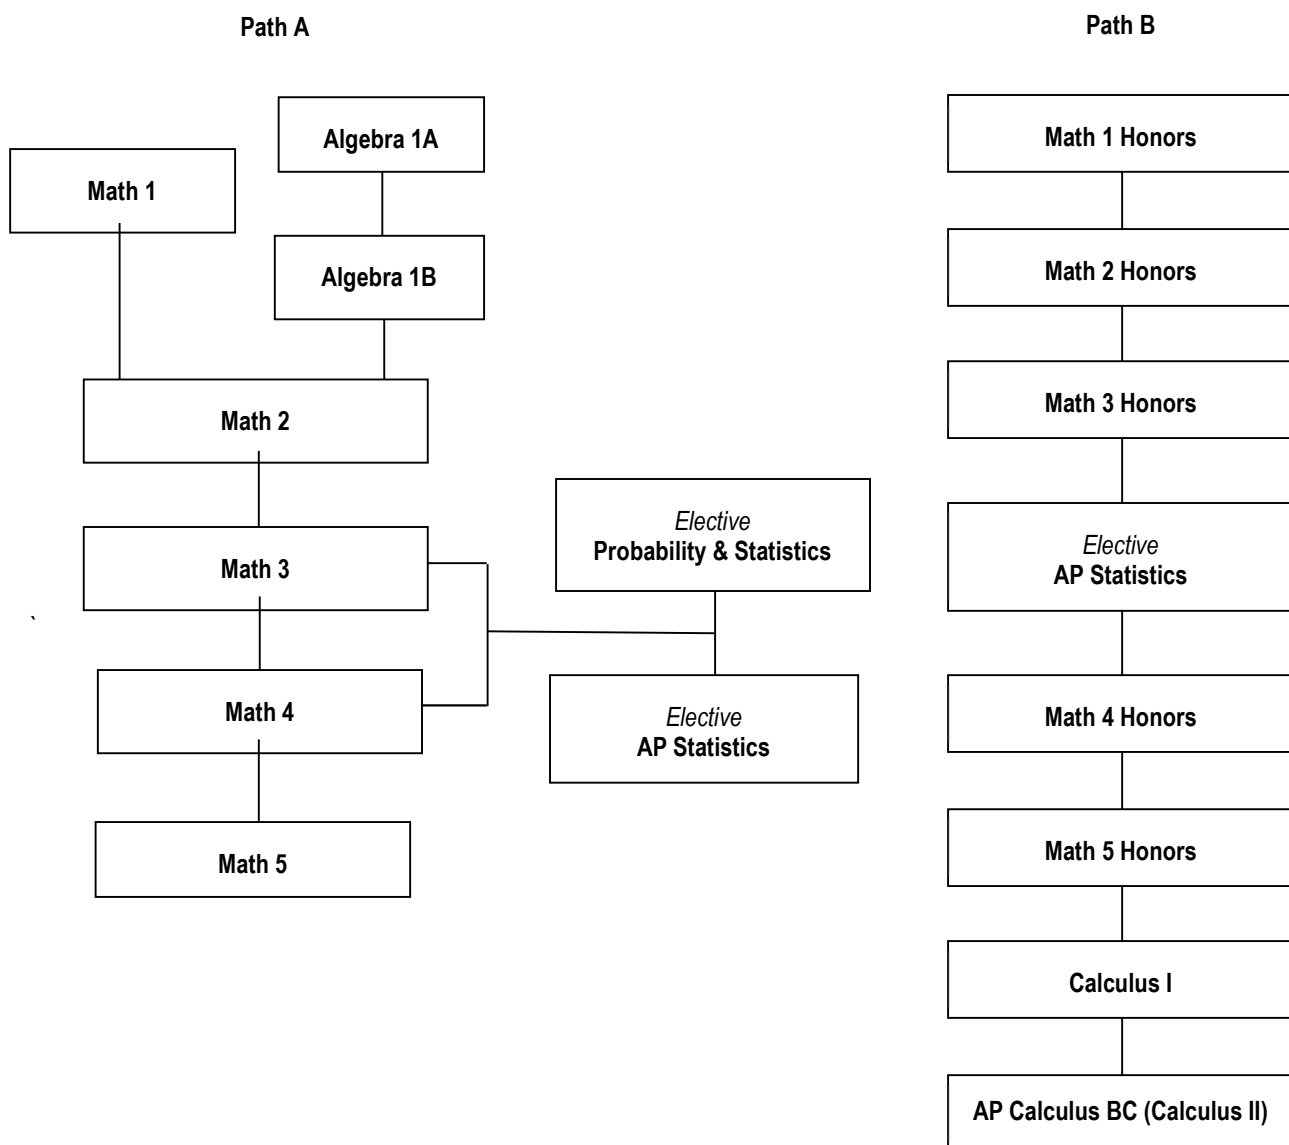 Path A
Path B
Algebra 1A
Math 1
Algebra 1B
Math 2
Math 3
Math 4
Math 5
Elective
Probability & Statistics
Elective
AP Statistics
Math 1 Honors
Math 2 Honors
Math 3 Honors
Elective
AP Statistics
Math 4 Honors
Math 5 Honors
Calculus I
AP Calculus BC (Calculus II)
`